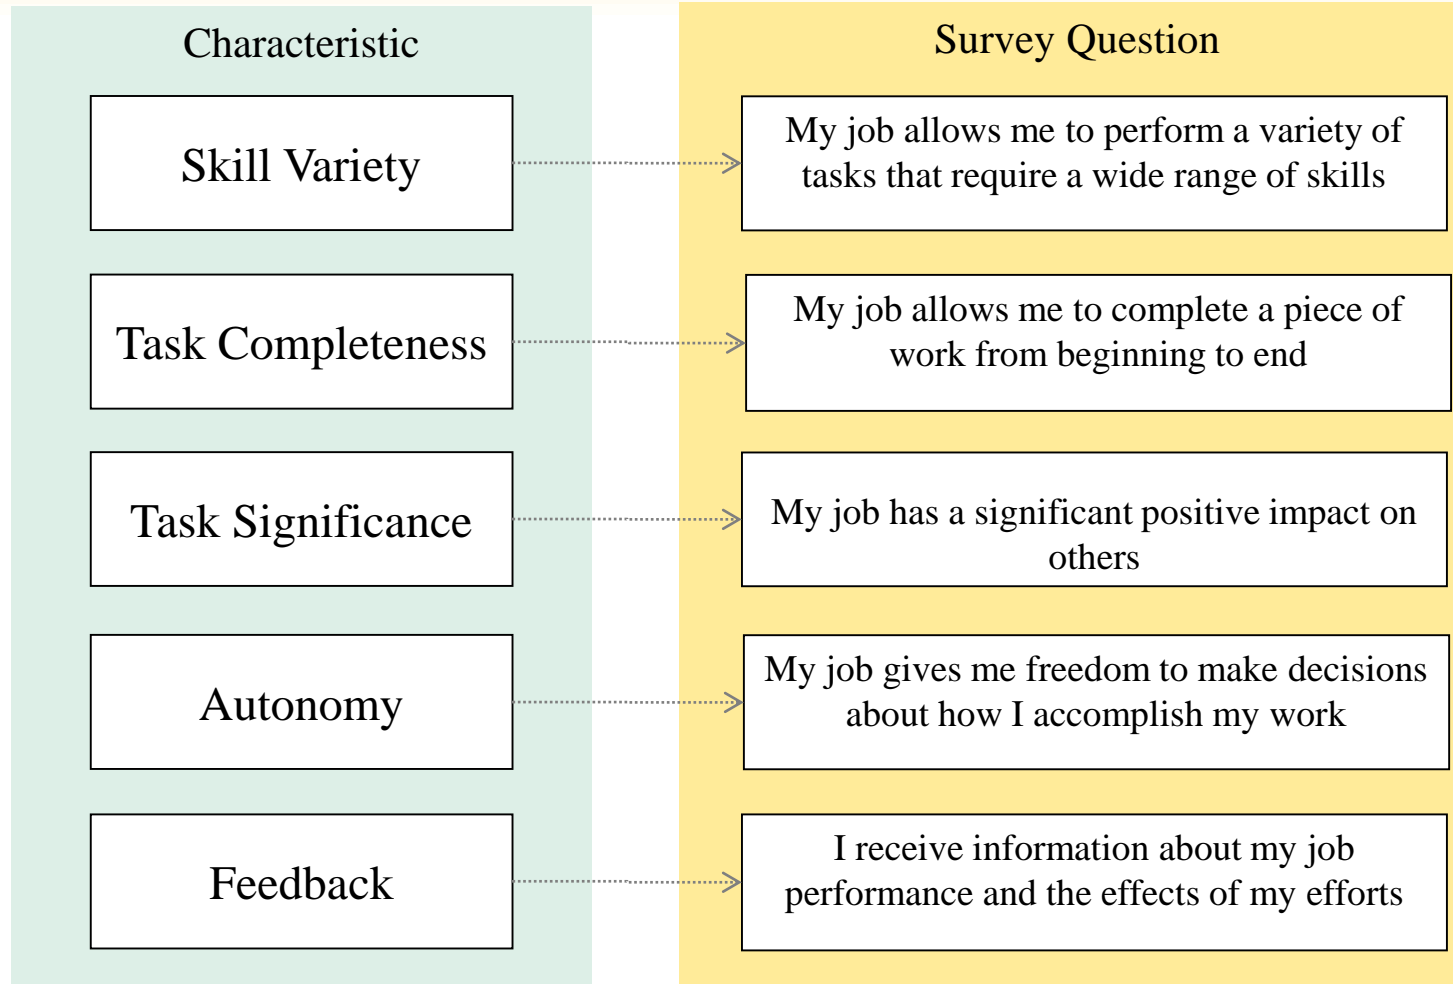 Characteristic
Survey Question
Skill Variety
My job allows me to perform a variety of
tasks that require a wide range of skills
Task Completeness
My job allows me to complete a piece of
work from beginning to end
Task Significance
My job has a significant positive impact on
others
Autonomy
My job gives me freedom to make decisions
about how I accomplish my work
Feedback
I receive information about my job
performance and the effects of my efforts